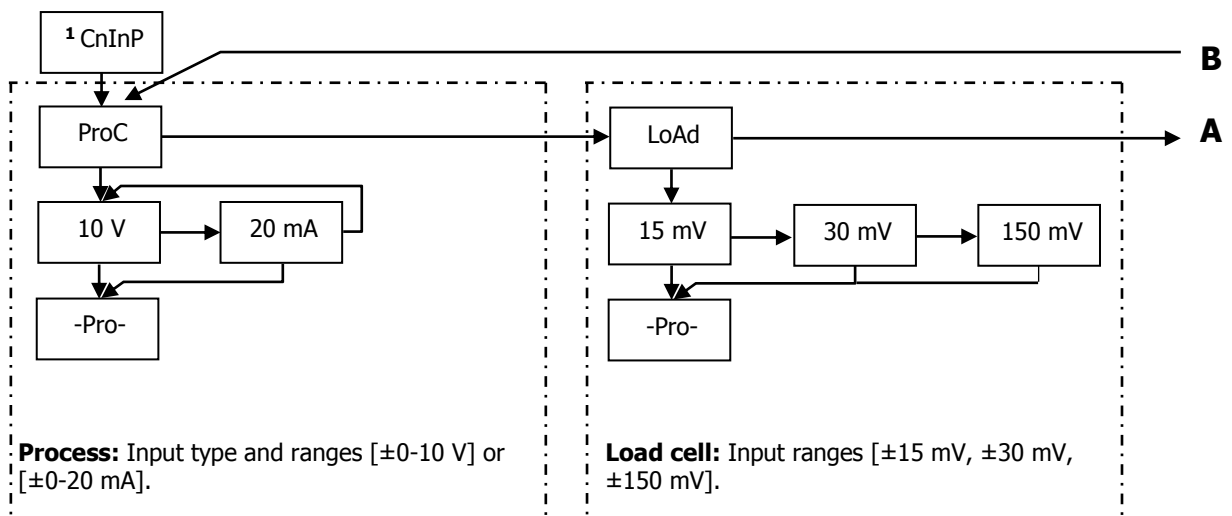 ¹ CnInP
B
ProC
LoAd
A
10 V
20 mA
15 mV
30 mV
150 mV
-Pro-
-Pro-
Process: Input type and ranges [±0-10 V] or
[±0-20 mA].
Load cell: Input ranges [±15 mV, ±30 mV,
±150 mV].